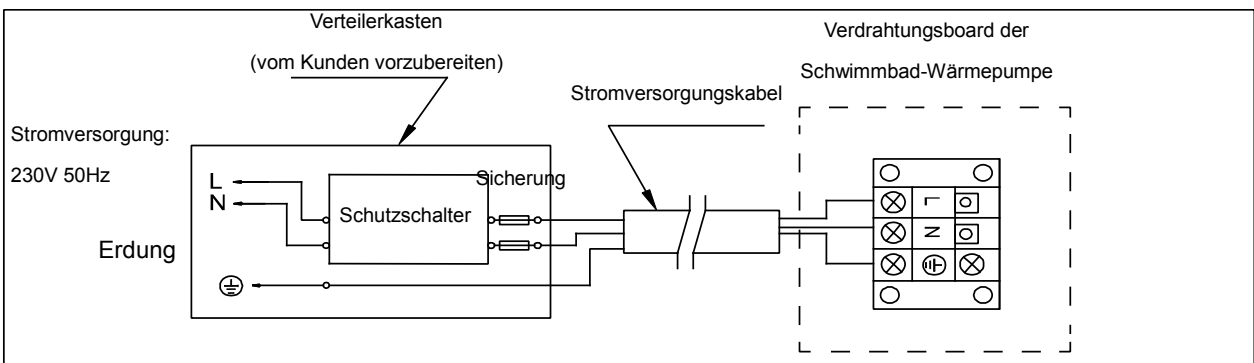 Verteilerkasten
(vom Kunden vorzubereiten)
Verdrahtungsboard der
Schwimmbad-Wärmepumpe
Stromversorgungskabel
Stromversorgung:
230V 50Hz
L
N
Sicherung
Schutzschalter
Erdung
L
N